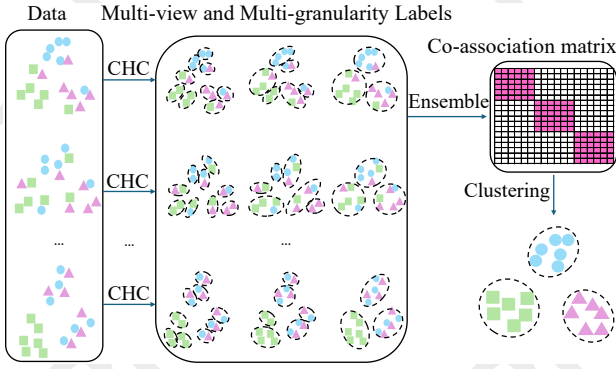 Data
Multi-view and Multi-granularity Labels
Co-association matrix
CHC
Ensemble
CHC
Clustering
...
...
...
CHC